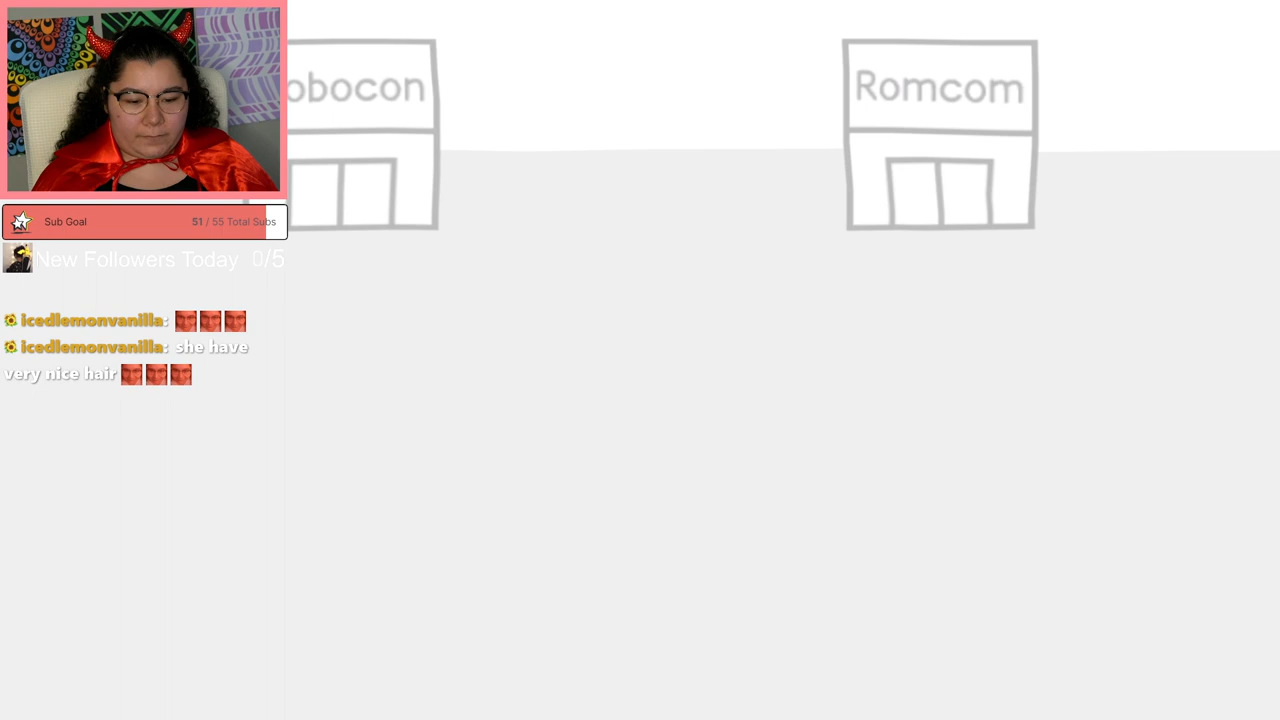 obocon
Romcom
Sub Goal 51 / 55 Total Subs
New Followers Today 0/5
icedlemonvanilla:
icedlemonvanilla: she have
very nice hair